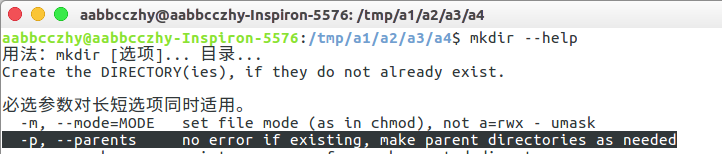 aabbcczhy@aabbcczhy-Inspiron-5576: /tmp/a1/a2/a3/a4
aabbcczhy@aabbcczhy-Inspiron-5576:/tmp/a1/a2/a3/a4$ mkdir --help
用法：mkdir [选项]... 目录...
Create the DIRECTORY(ies), if they do not already exist.
必选参数对长短选项同时适用。
-m, --mode=MODE   set file mode (as in chmod), not a=rwx - umask
-p, --parents     no error if existing, make parent directories as needed